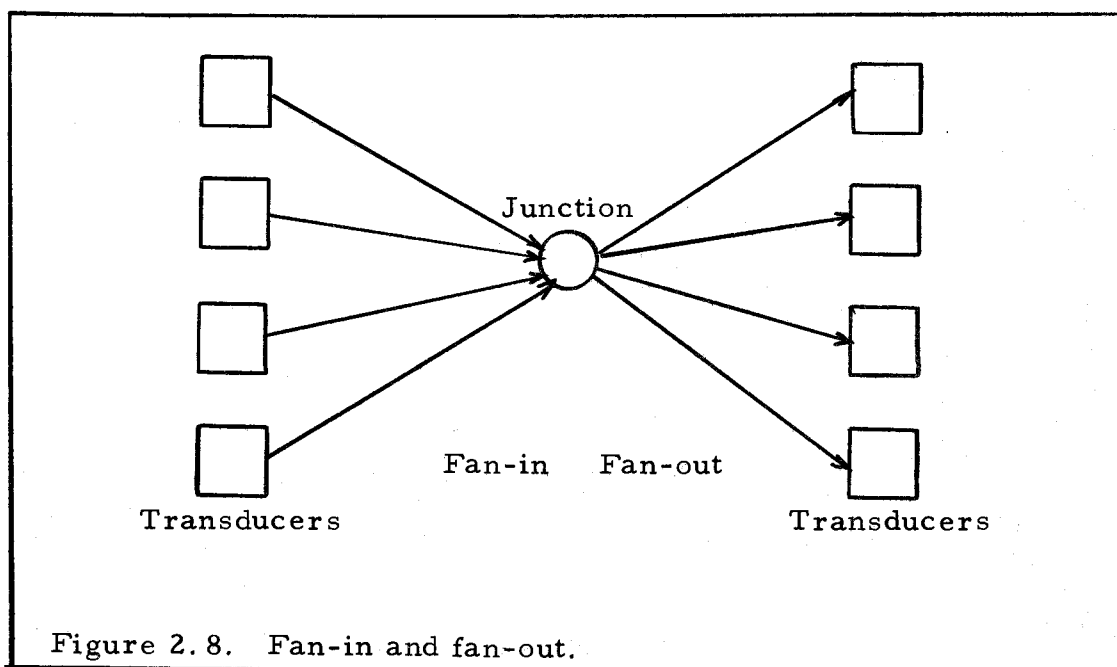 Junction
Fan-in Fan-out
Transducers Transducers
Figure 2.8. Fan-in and fan-out.